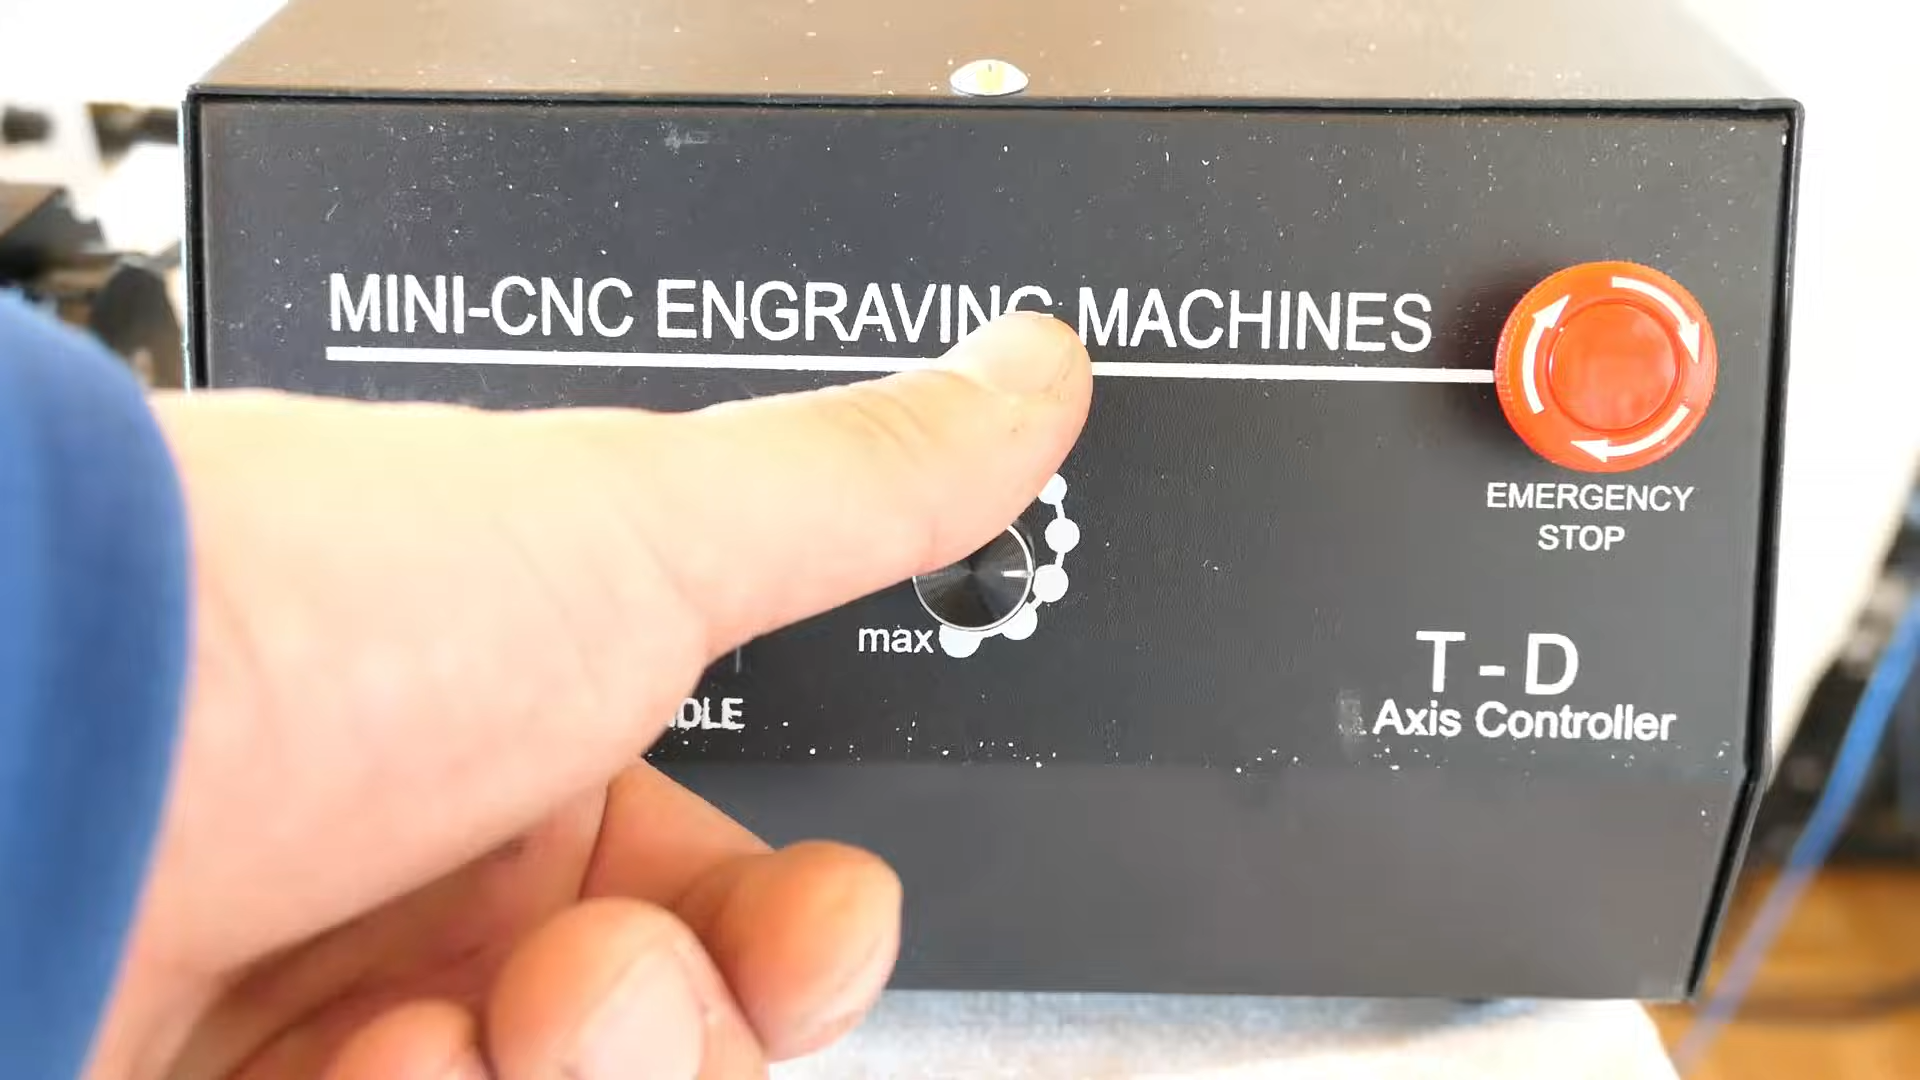 MINI-CNC ENGRAVING MACHINES
EMERGENCY
STOP
max
T-D
Axis Controller